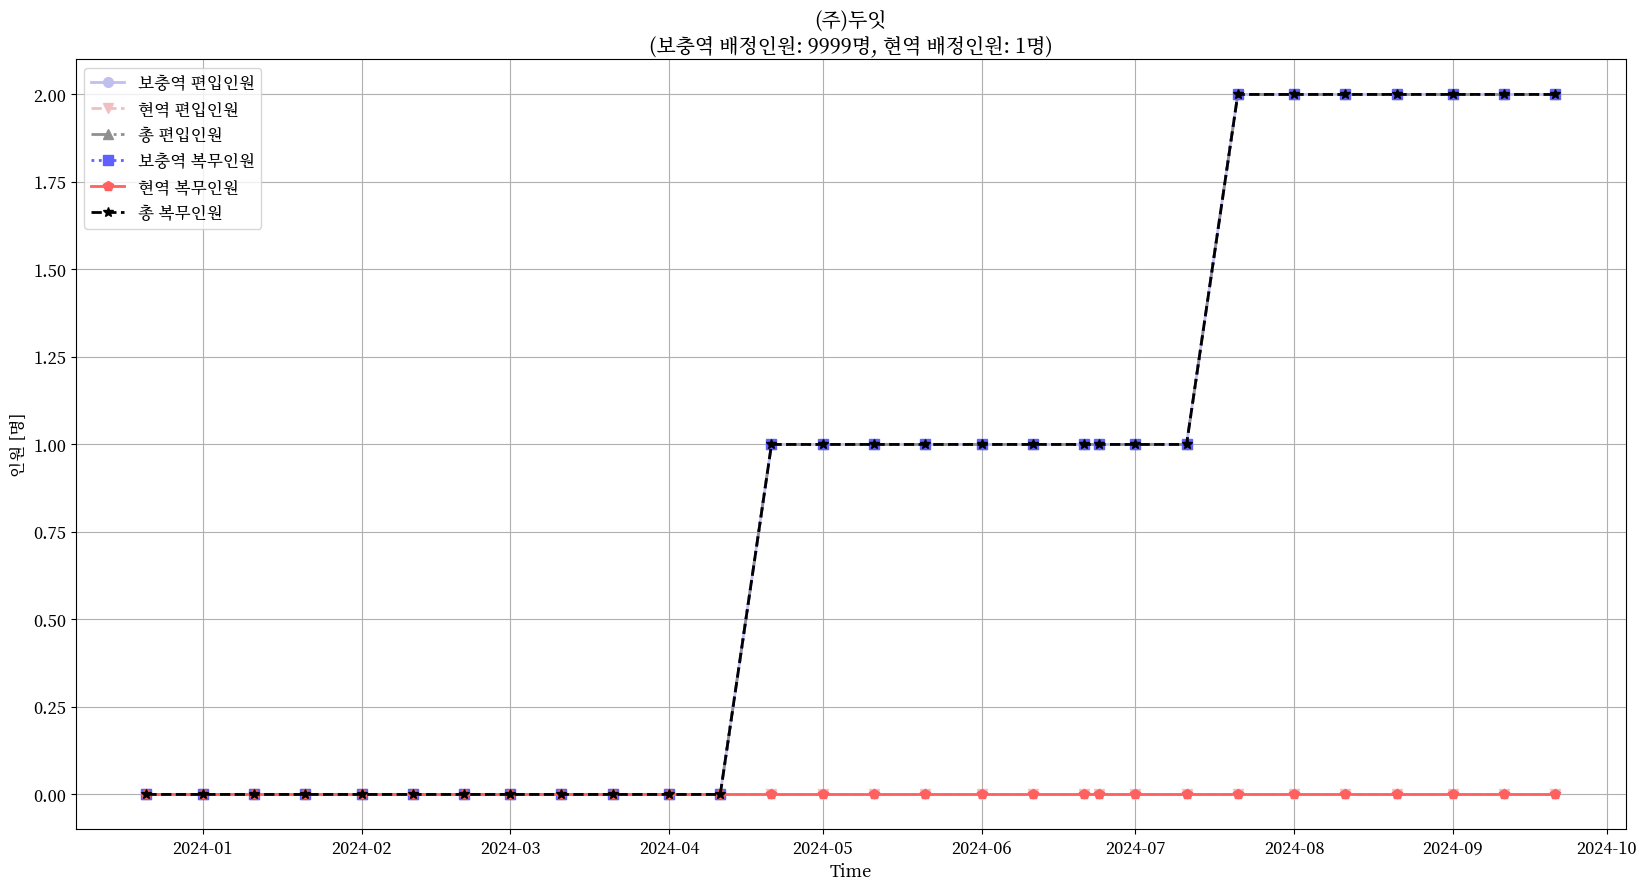 (주)두잇
(보충역 배정인원: 9999명, 현역 배정인원: 1명)
보충역 편입인원
현역 편입인원
총 편입인원
보충역 복무인원
현역 복무인원
총 복무인원
인원 [명]
2.00
1.75
1.50
1.25
1.00
0.75
0.50
0.25
0.00
2024-01 2024-02 2024-03 2024-04 2024-05 2024-06 2024-07 2024-08 2024-09 2024-10
Time